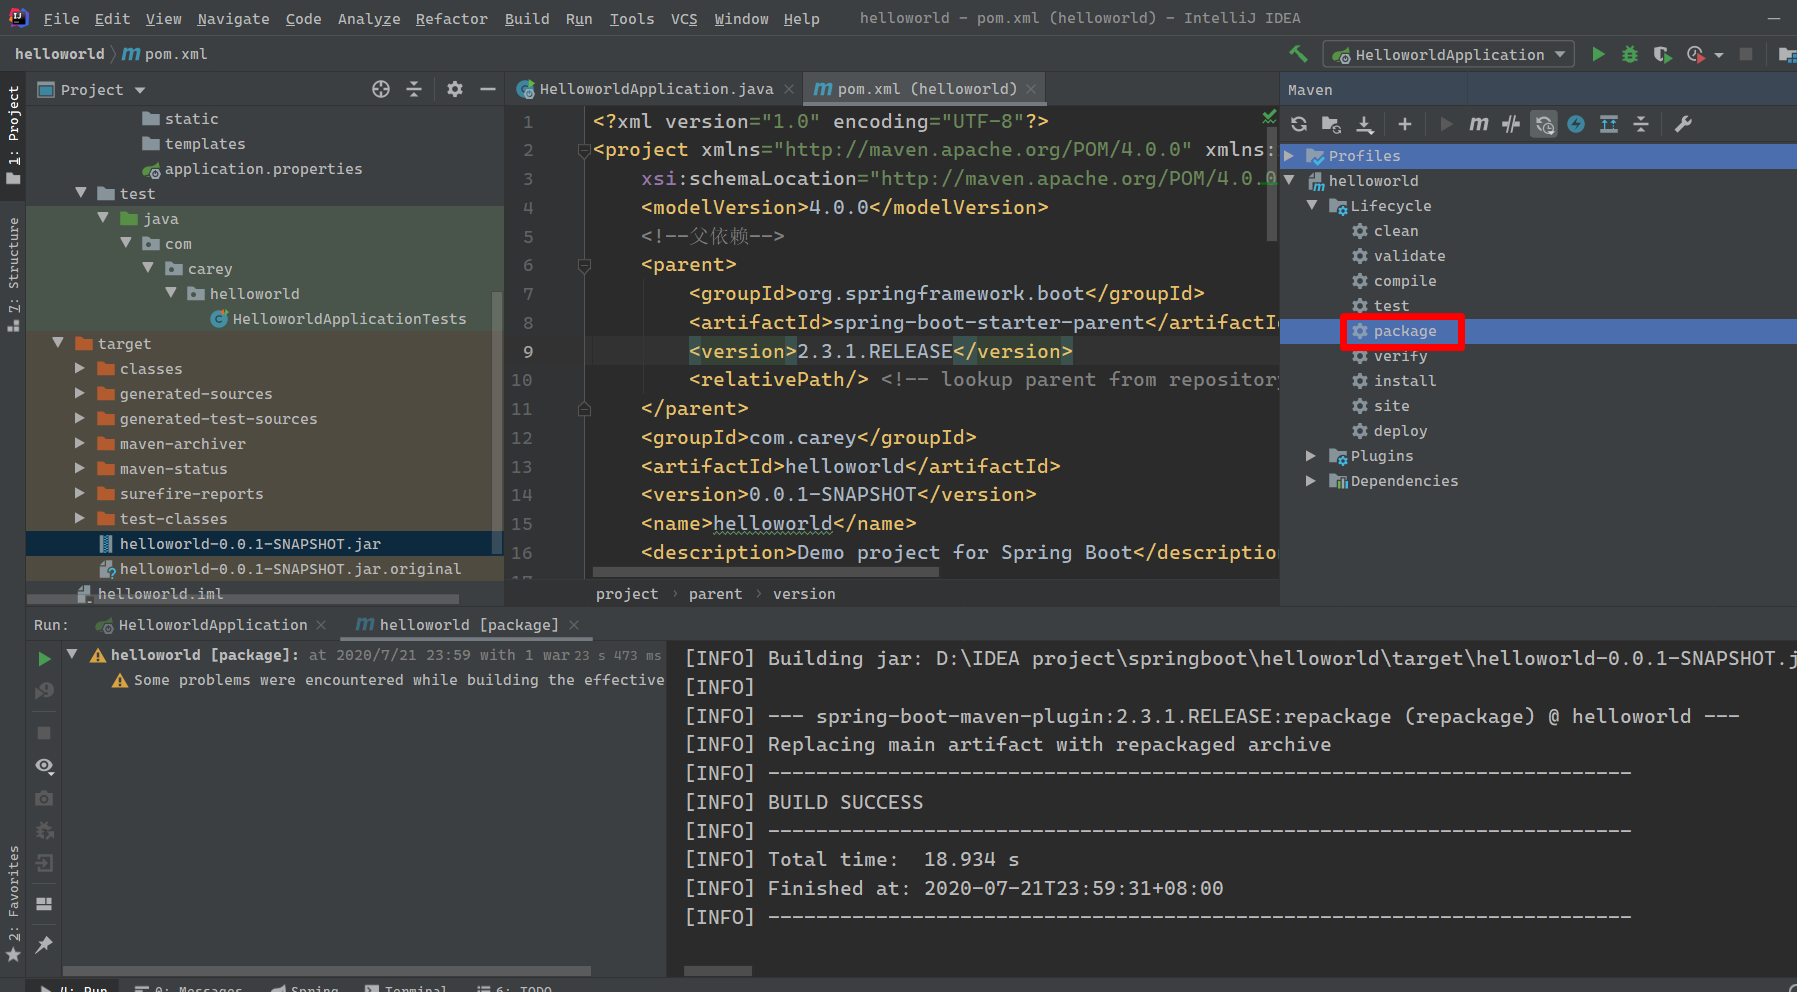 File Edit View Navigate Code Analyze Refactor Build Run Tools VCS Window Help helloworld - pom.xml (helloworld) - IntelliJ IDEA
helloworld pom.xml
HelloworldApplication
1: Project
7: Structure
2: Favorites
Project
static
templates
application.properties
test
java
com
carey
helloworld
HelloworldApplicationTests
target
classes
generated-sources
generated-test-sources
maven-archiver
maven-status
surefire-reports
test-classes
helloworld-0.0.1-SNAPSHOT.jar
helloworld-0.0.1-SNAPSHOT.jar.original
helloworld.iml
HelloworldApplication.java pom.xml (helloworld)
1 <?xml version="1.0" encoding="UTF-8"?>
2 <project xmlns="http://maven.apache.org/POM/4.0.0" xmlns:
3 xsi:schemaLocation="http://maven.apache.org/POM/4.0.0
4 <modelVersion>4.0.0</modelVersion>
5 <!--父依赖-->
6 <parent>
7 <groupId>org.springframework.boot</groupId>
8 <artifactId>spring-boot-starter-parent</artifactId
9 <version>2.3.1.RELEASE</version>
10 <relativePath/> <!-- lookup parent from repository
11 </parent>
12 <groupId>com.carey</groupId>
13 <artifactId>helloworld</artifactId>
14 <version>0.0.1-SNAPSHOT</version>
15 <name>helloworld</name>
16 <description>Demo project for Spring Boot</description
project › parent › version
Maven
Profiles
helloworld
Lifecycle
clean
validate
compile
test
package
verify
install
site
deploy
Plugins
Dependencies
Run: HelloworldApplication helloworld [package]
helloworld [package]: at 2020/7/21 23:59 with 1 war 23 s 473 ms
Some problems were encountered while building the effective
[INFO] Building jar: D:\IDEA project\springboot\helloworld\target\helloworld-0.0.1-SNAPSHOT.j
[INFO]
[INFO] --- spring-boot-maven-plugin:2.3.1.RELEASE:repackage (repackage) @ helloworld ---
[INFO] Replacing main artifact with repackaged archive
[INFO] ------------------------------------------------------------------------
[INFO] BUILD SUCCESS
[INFO] ------------------------------------------------------------------------
[INFO] Total time:  18.934 s
[INFO] Finished at: 2020-07-21T23:59:31+08:00
[INFO] ------------------------------------------------------------------------
4: Run 0: Messages Spring Terminal 6: TODO